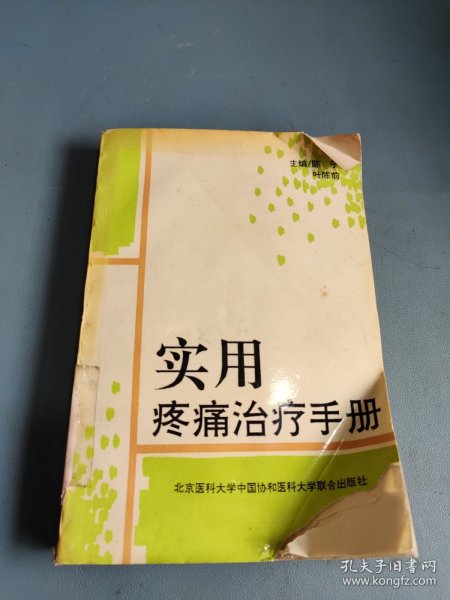 主编/陈
叶陈前
实用
疼痛治疗手册
北京医科大学中国协和医科大学联合出版社
孔夫子旧书网
www.kongfz.com